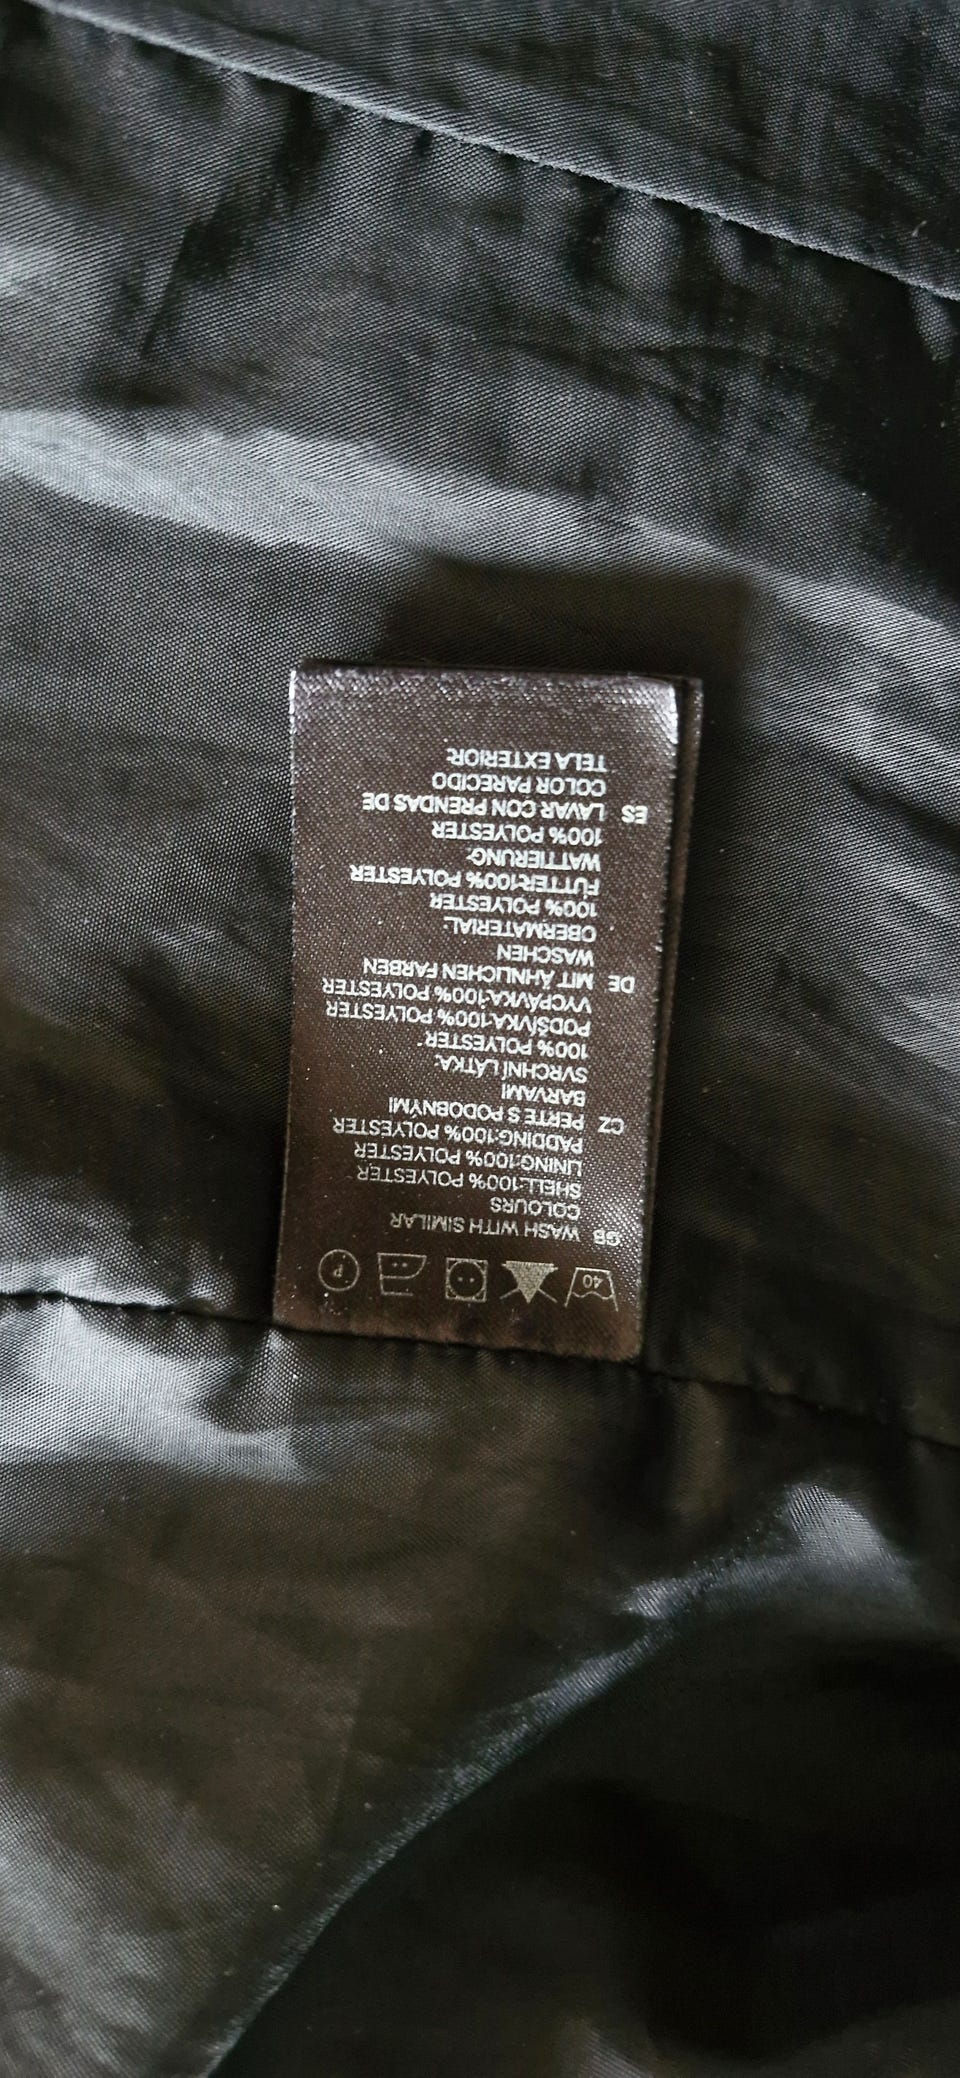 40 P
GB WASH WITH SIMILAR
COLOURS
SHELL:100% POLYESTER
LINING:100% POLYESTER
PADDING:100% POLYESTER
CZ PERTE S PODOBNÝMI
BARVAMI
SVRCHNÍ LÁTKA:
100% POLYESTER
PODŠÍVKA:100% POLYESTER
VÝCPÁVKA:100% POLYESTER
DE MIT ÄHNLICHEN FARBEN
WASCHEN
OBERMATERIAL:
100% POLYESTER
FUTTER:100% POLYESTER
WATTIERUNG:
100% POLYESTER
ES LAVAR CON PRENDAS DE
COLOR PARECIDO
TELA EXTERIOR: